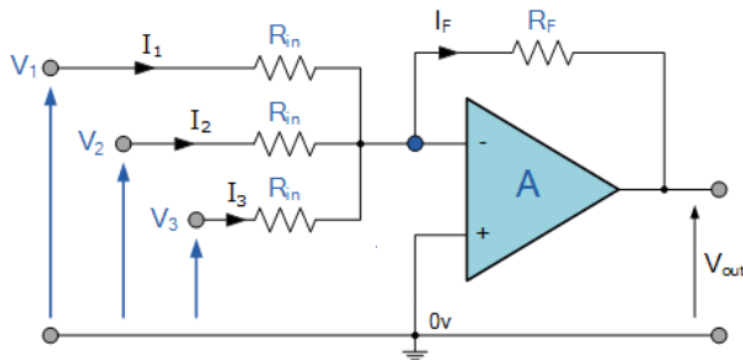 I₁ Rin IF RF
V₁
I₂ Rin
V₂ -
A
I₃ Rin
V₃
+
Vout
0v